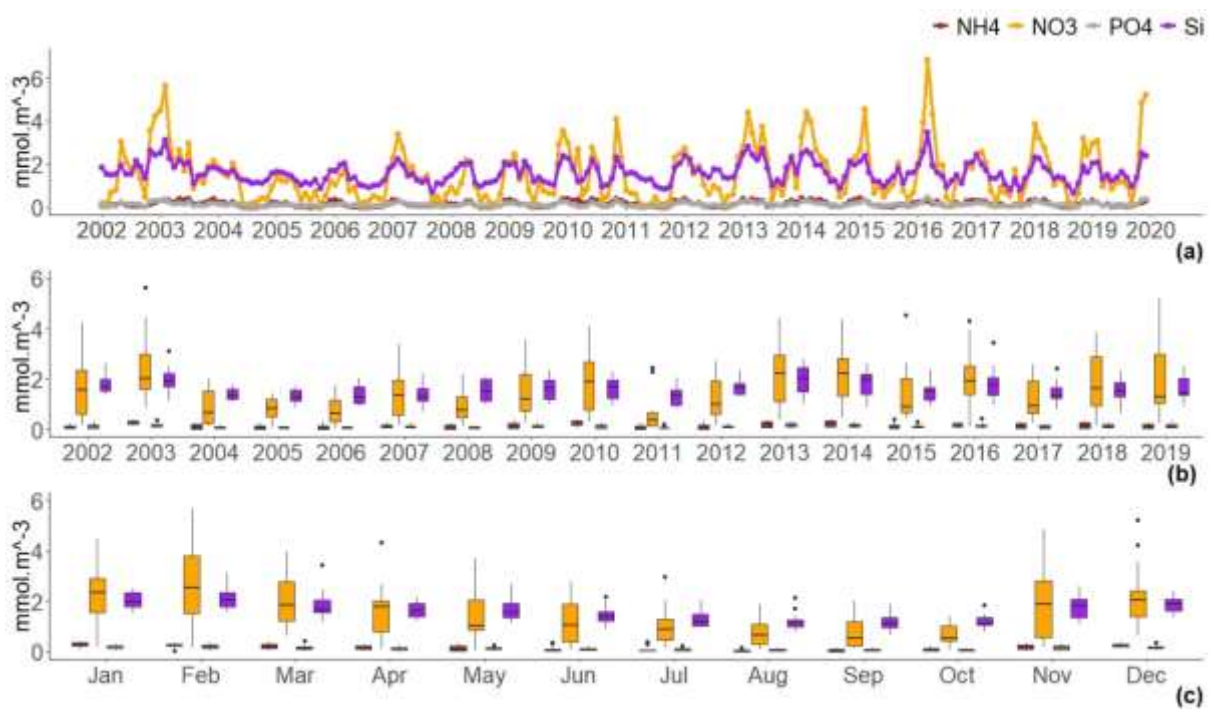 NH4 NO3 PO4 Si
mmol.m^-3
6
4
2
0
2002 2003 2004 2005 2006 2007 2008 2009 2010 2011 2012 2013 2014 2015 2016 2017 2018 2019 2020
(a)
mmol.m^-3
6
4
2
0
2002 2003 2004 2005 2006 2007 2008 2009 2010 2011 2012 2013 2014 2015 2016 2017 2018 2019
(b)
mmol.m^-3
6
4
2
0
Jan Feb Mar Apr May Jun Jul Aug Sep Oct Nov Dec
(c)